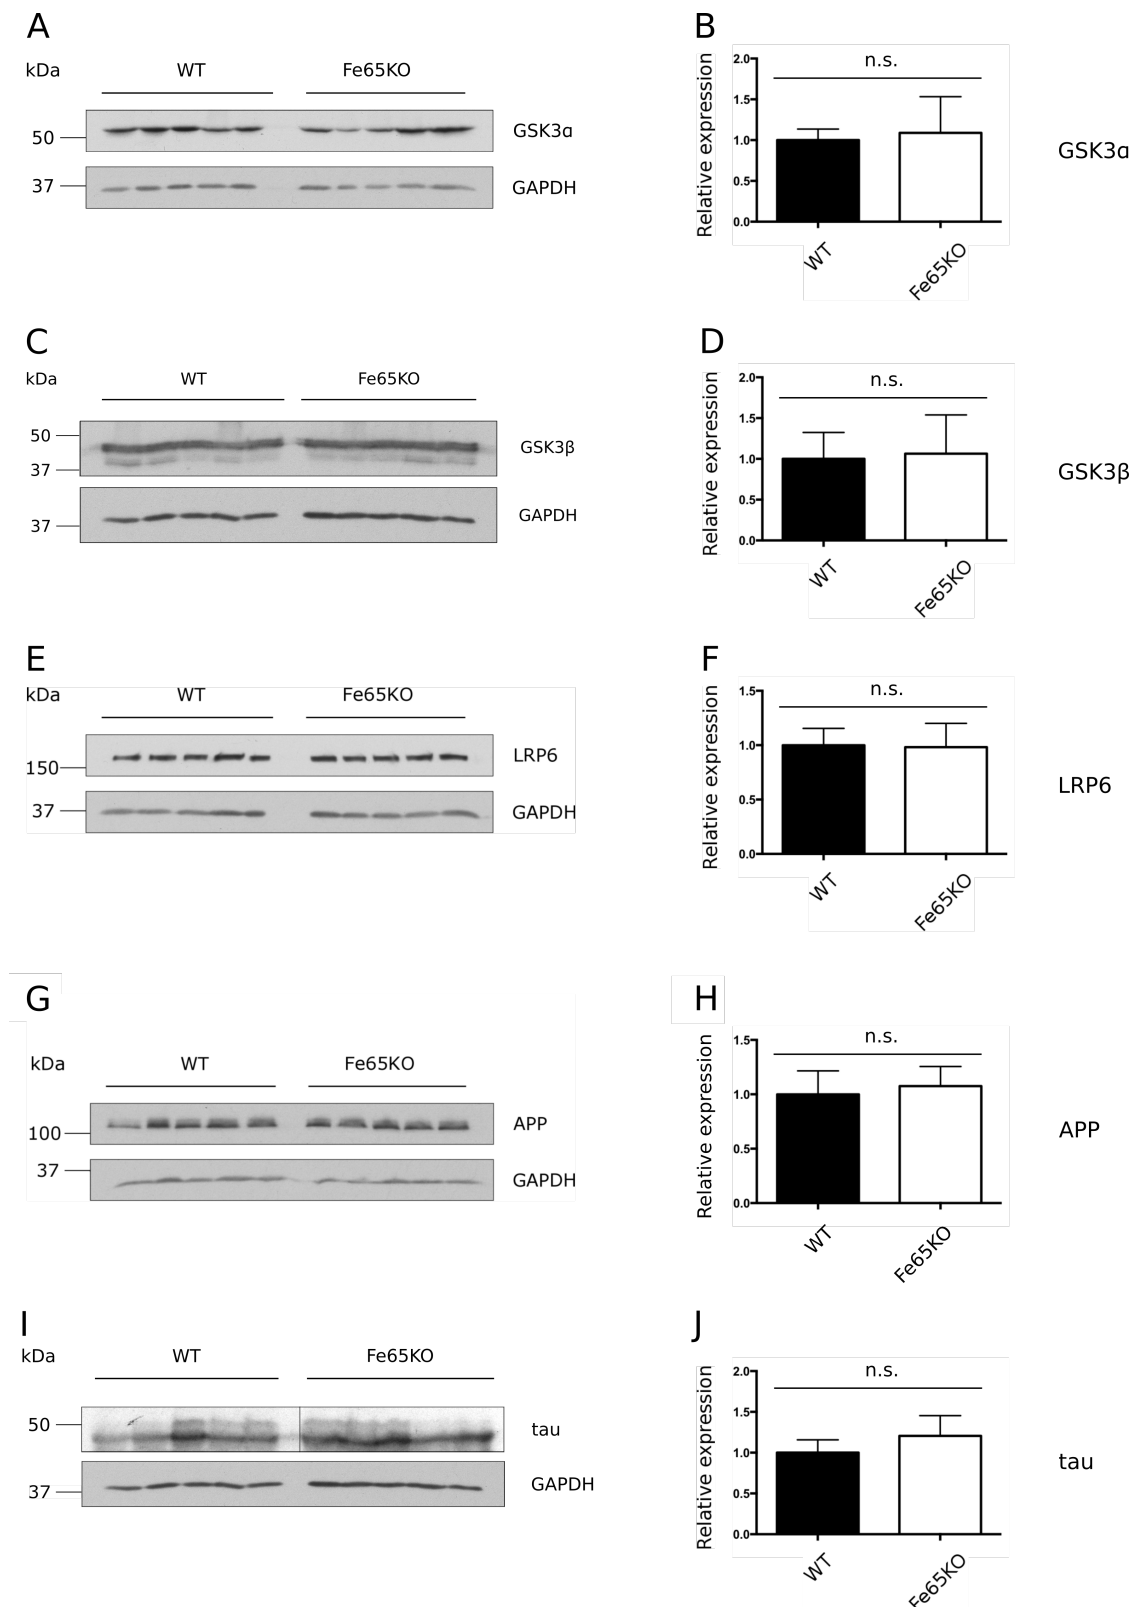 A
kDa
WT
Fe65KO
50
GSK3ɑ
37
GAPDH
B
Relative expression
2.0
1.5
1.0
0.5
0.0
n.s.
WT
Fe65KO
GSK3ɑ
C
kDa
WT
Fe65KO
50
GSK3β
37
37
GAPDH
D
Relative expression
2.0
1.5
1.0
0.5
0.0
n.s.
WT
Fe65KO
GSK3β
E
kDa
WT
Fe65KO
150
LRP6
37
GAPDH
F
Relative expression
1.5
1.0
0.5
0.0
n.s.
WT
Fe65KO
LRP6
G
kDa
WT
Fe65KO
100
APP
37
GAPDH
H
Relative expression
1.5
1.0
0.5
0.0
n.s.
WT
Fe65KO
APP
I
kDa
WT
Fe65KO
50
tau
37
GAPDH
J
Relative expression
2.0
1.5
1.0
0.5
0.0
n.s.
WT
Fe65KO
tau